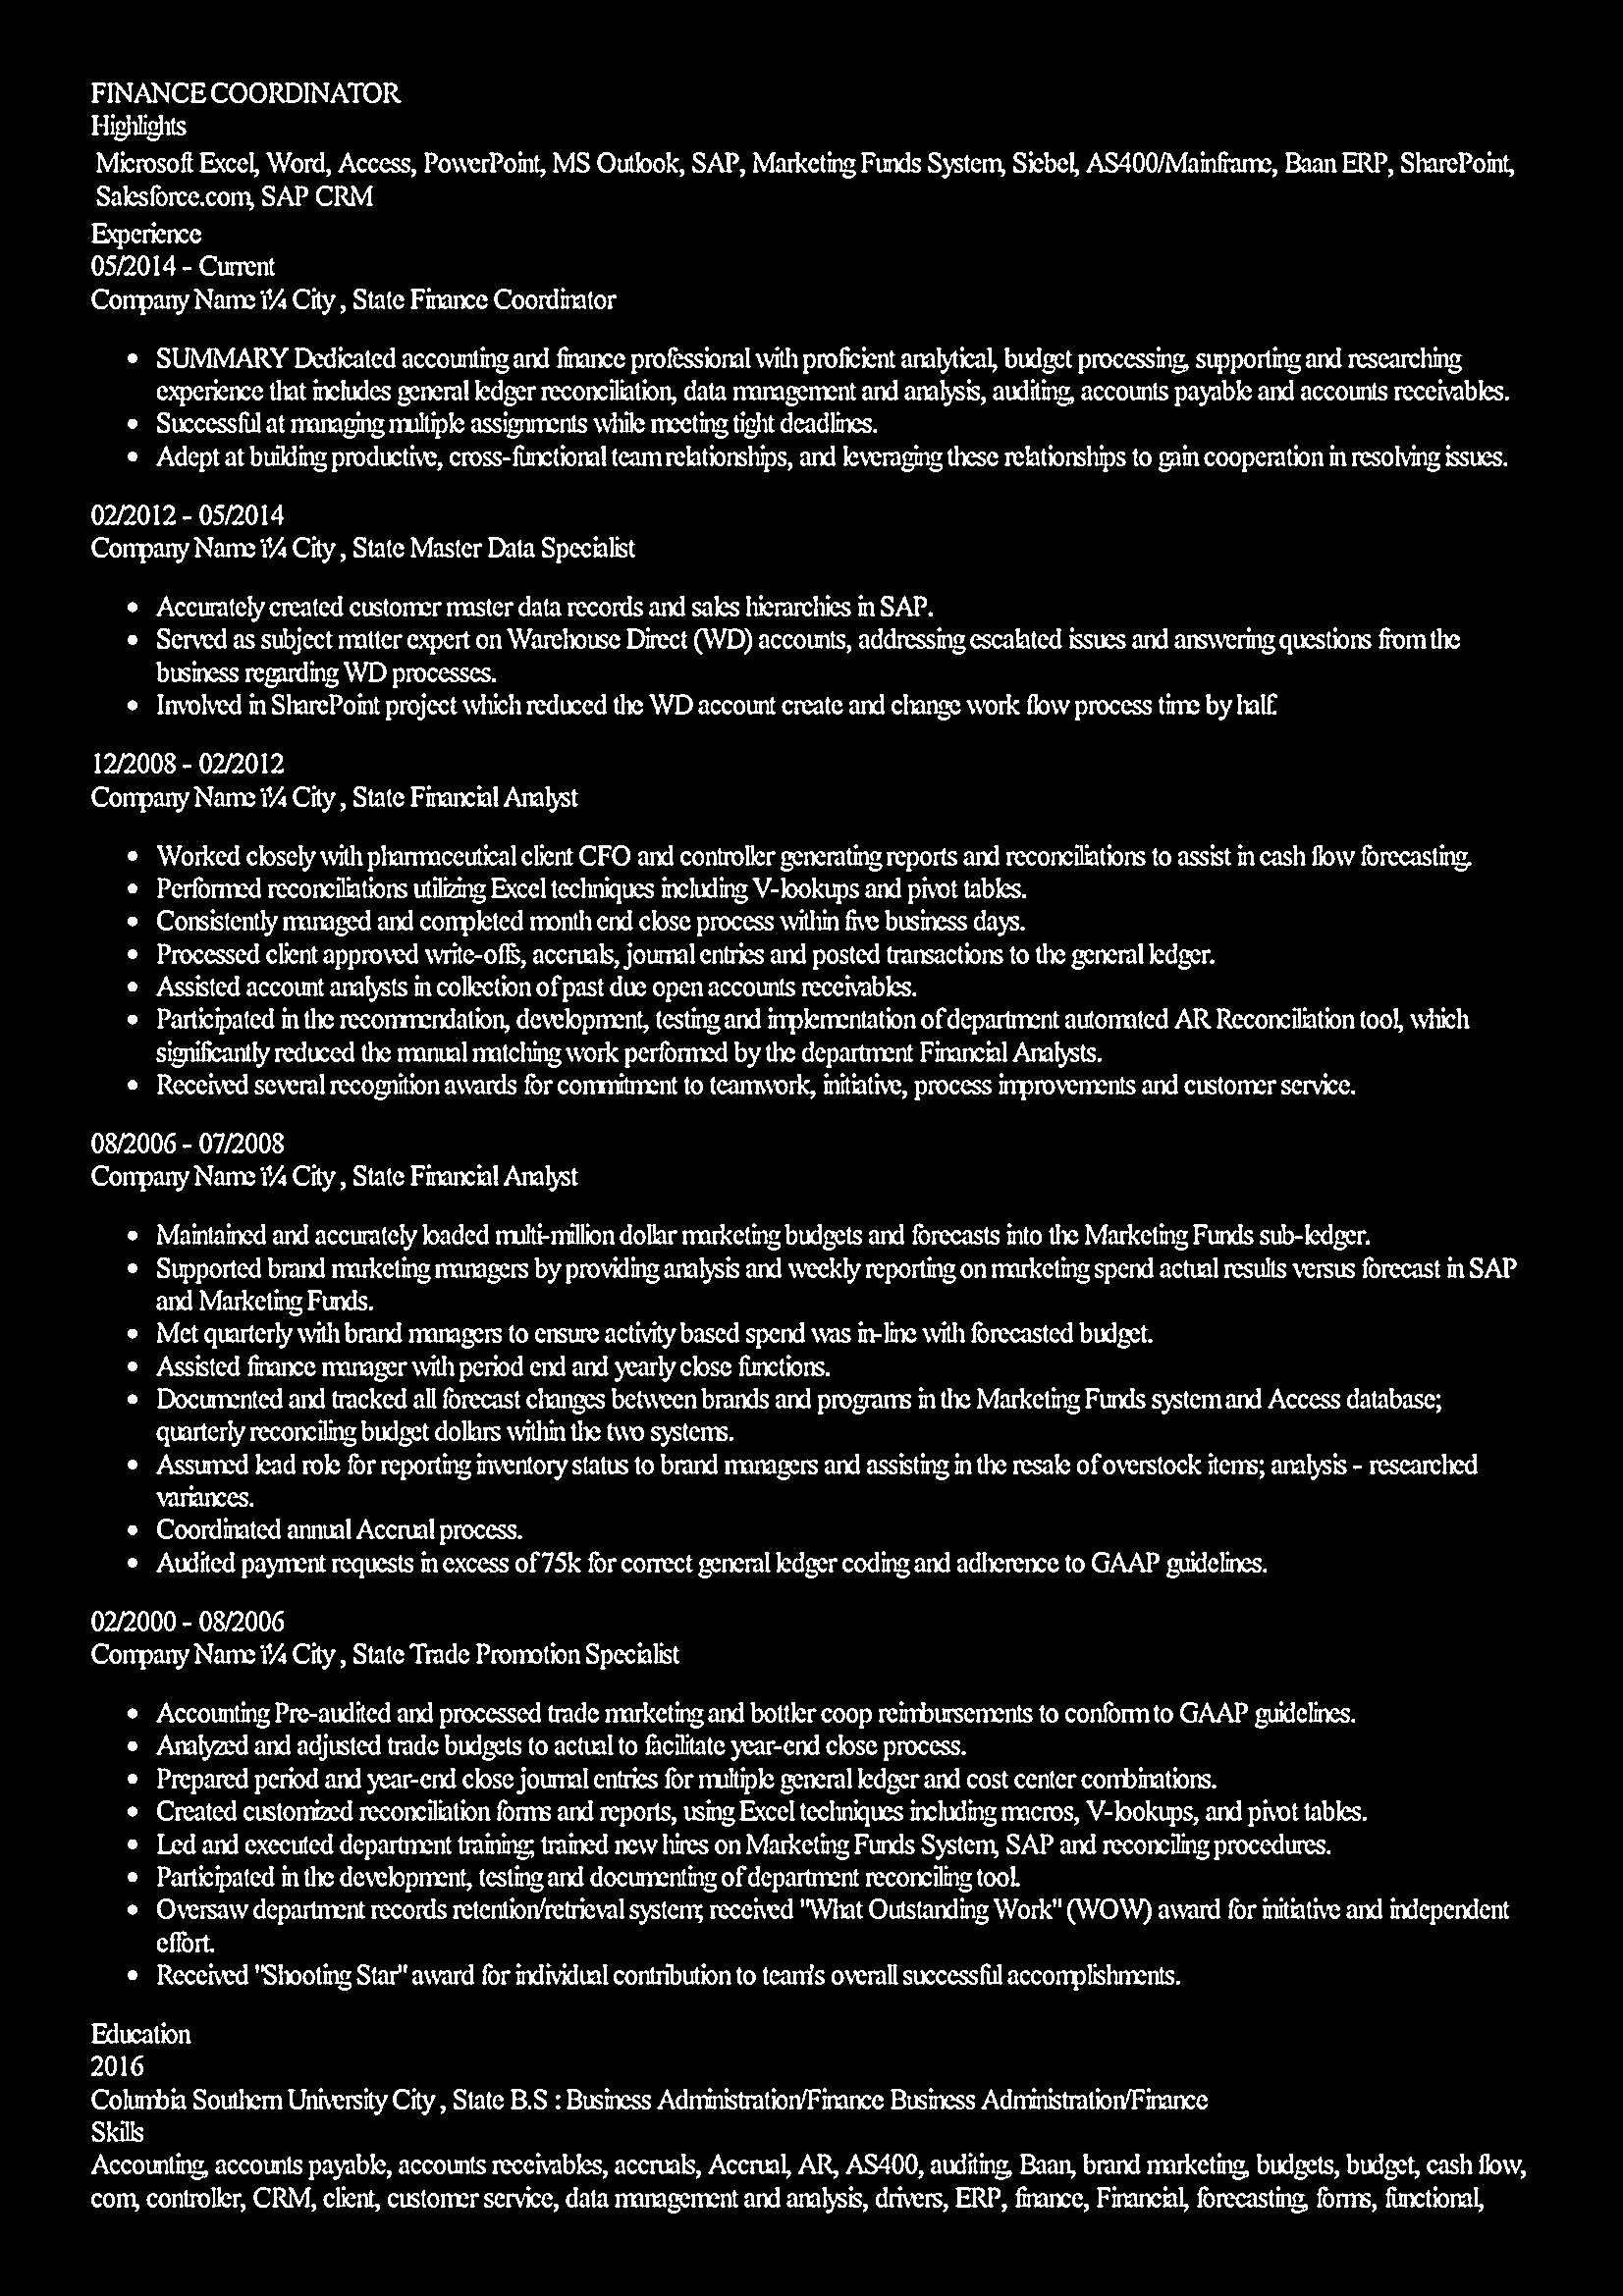 FINANCE COORDINATOR
Highlights
Microsoft Excel, Word, Access, PowerPoint, MS Outlook, SAP, Marketing Funds System, Siebel, AS400/Mainframe, Baan ERP, SharePoint,
Salesforce.com, SAP CRM
Experience
05/2014 - Current
Company Name ï¼ City , State Finance Coordinator
• SUMMARY Dedicated accounting and finance professional with proficient analytical, budget processing, supporting and researching
experience that includes general ledger reconciliation, data management and analysis, auditing, accounts payable and accounts receivables.
• Successful at managing multiple assignments while meeting tight deadlines.
• Adept at building productive, cross-functional team relationships, and leveraging these relationships to gain cooperation in resolving issues.
02/2012 - 05/2014
Company Name ï¼ City , State Master Data Specialist
• Accurately created customer master data records and sales hierarchies in SAP.
• Served as subject matter expert on Warehouse Direct (WD) accounts, addressing escalated issues and answering questions from the
business regarding WD processes.
• Involved in SharePoint project which reduced the WD account create and change work flow process time by half.
12/2008 - 02/2012
Company Name ï¼ City , State Financial Analyst
• Worked closely with pharmaceutical client CFO and controller generating reports and reconciliations to assist in cash flow forecasting.
• Performed reconciliations utilizing Excel techniques including V-lookups and pivot tables.
• Consistently managed and completed month end close process within five business days.
• Processed client approved write-offs, accruals, journal entries and posted transactions to the general ledger.
• Assisted account analysts in collection of past due open accounts receivables.
• Participated in the recommendation, development, testing and implementation of department automated AR Reconciliation tool, which
significantly reduced the manual matching work performed by the department Financial Analysts.
• Received several recognition awards for commitment to teamwork, initiative, process improvements and customer service.
08/2006 - 07/2008
Company Name ï¼ City , State Financial Analyst
• Maintained and accurately loaded multi-million dollar marketing budgets and forecasts into the Marketing Funds sub-ledger.
• Supported brand marketing managers by providing analysis and weekly reporting on marketing spend actual results versus forecast in SAP
and Marketing Funds.
• Met quarterly with brand managers to ensure activity based spend was in-line with forecasted budget.
• Assisted finance manager with period end and yearly close functions.
• Documented and tracked all forecast changes between brands and programs in the Marketing Funds system and Access database;
quarterly reconciling budget dollars within the two systems.
• Assumed lead role for reporting inventory status to brand managers and assisting in the resale of overstock items; analysis - researched
variances.
• Coordinated annual Accrual process.
• Audited payment requests in excess of 75k for correct general ledger coding and adherence to GAAP guidelines.
02/2000 - 08/2006
Company Name ï¼ City , State Trade Promotion Specialist
• Accounting Pre-audited and processed trade marketing and bottler coop reimbursements to conform to GAAP guidelines.
• Analyzed and adjusted trade budgets to actual to facilitate year-end close process.
• Prepared period and year-end close journal entries for multiple general ledger and cost center combinations.
• Created customized reconciliation forms and reports, using Excel techniques including macros, V-lookups, and pivot tables.
• Led and executed department training; trained new hires on Marketing Funds System, SAP and reconciling procedures.
• Participated in the development, testing and documenting of department reconciling tool.
• Oversaw department records retention/retrieval system; received "What Outstanding Work" (WOW) award for initiative and independent
effort.
• Received "Shooting Star" award for individual contribution to team's overall successful accomplishments.
Education
2016
Columbia Southern University City , State B.S : Business Administration/Finance Business Administration/Finance
Skills
Accounting, accounts payable, accounts receivables, accruals, Accrual, AR, AS400, auditing, Baan, brand marketing, budgets, budget, cash flow,
com, controller, CRM, client, customer service, data management and analysis, drivers, ERP, finance, Financial, forecasting, forms, functional,